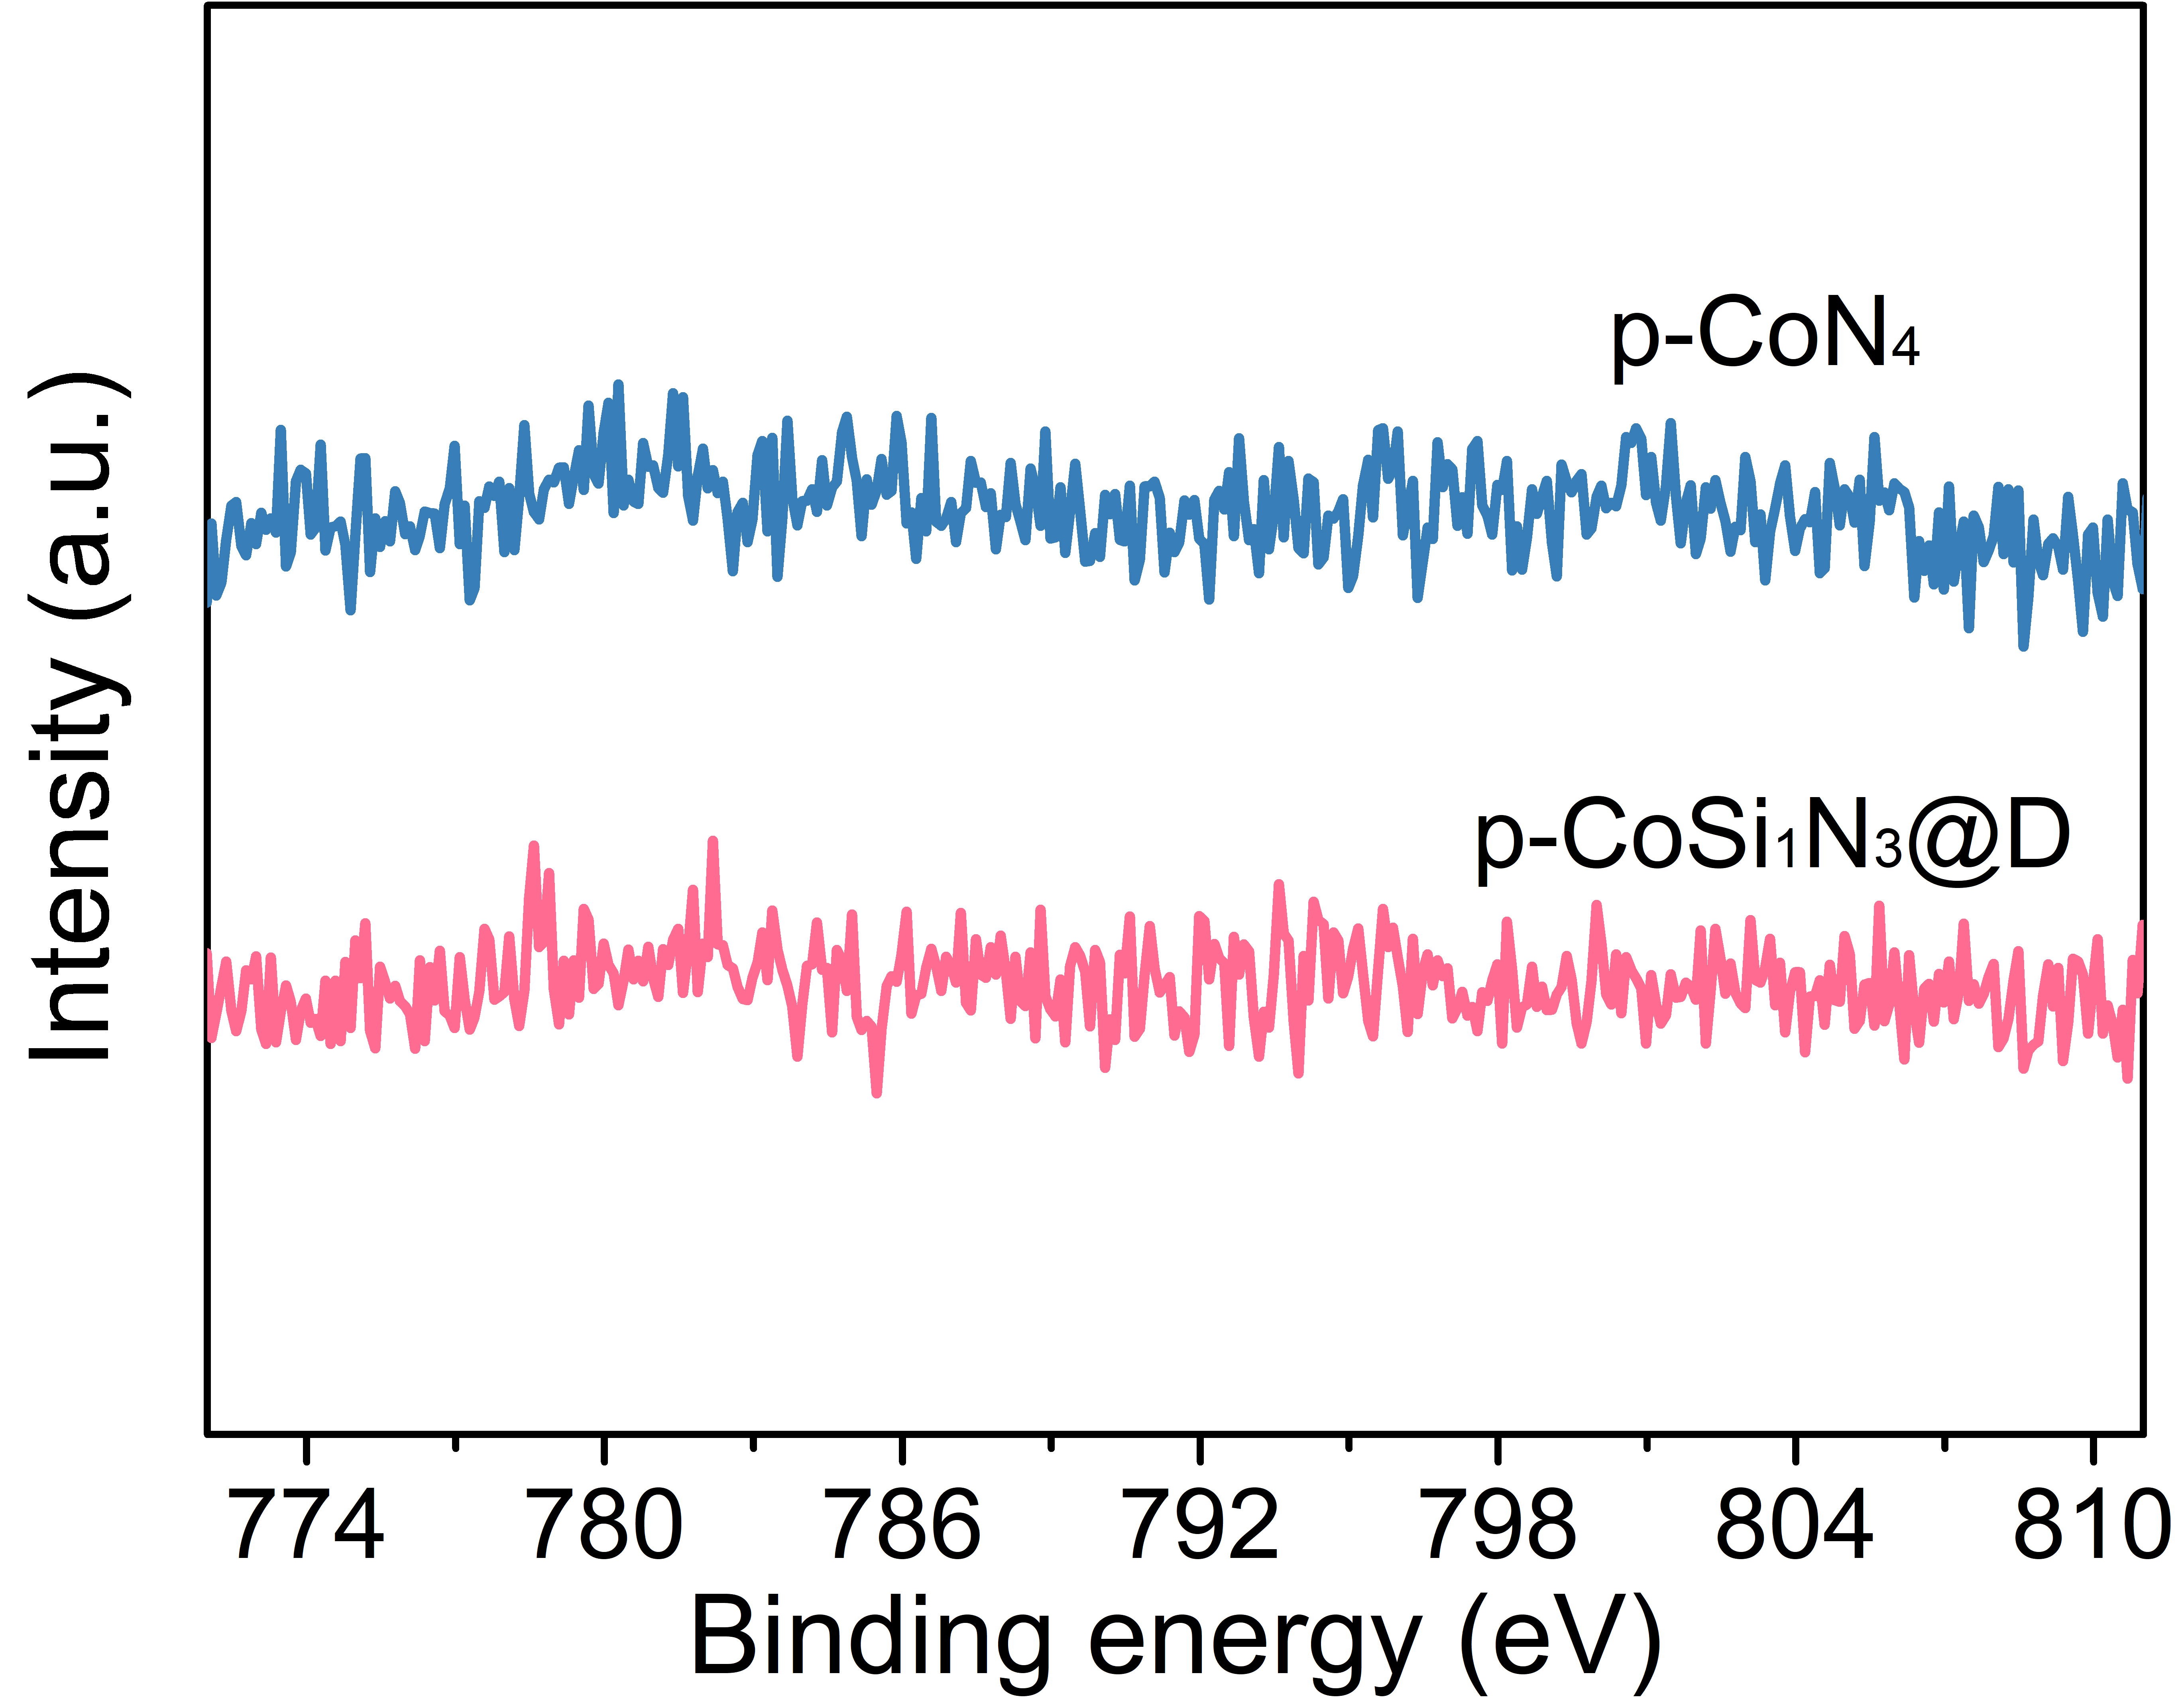 p-CoN₄
p-CoSi₁N₃@D
Intensity (a.u.)
774 780 786 792 798 804 810
Binding energy (eV)